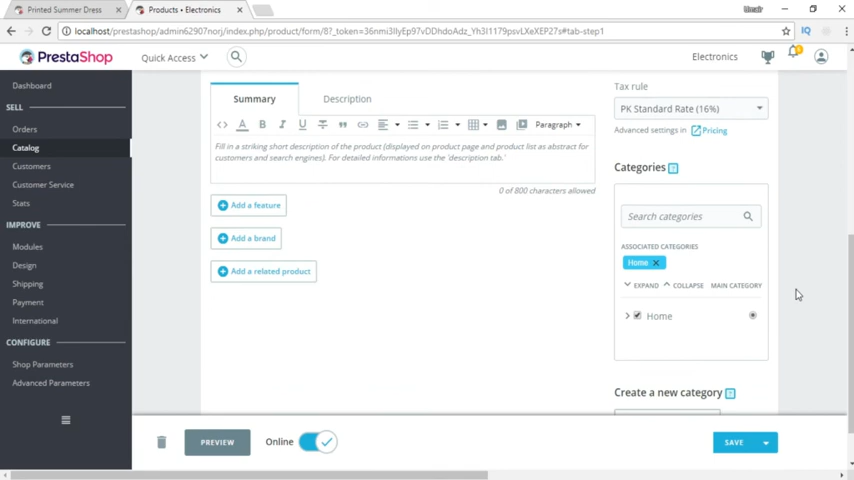 Printed Summer Dress
Products • Electronics
Umair
localhost/prestashop/admin62907norj/index.php/product/form/8?_token=36nmi3IIyEp97vDDhdoAdz_Yh3I1179psvLXeXEP27s#tab-step1
PrestaShop
Quick Access
Electronics
Dashboard
SELL
Orders
Catalog
Customers
Customer Service
Stats
IMPROVE
Modules
Design
Shipping
Payment
International
CONFIGURE
Shop Parameters
Advanced Parameters
Summary
Description
Paragraph
Fill in a striking short description of the product (displayed on product page and product list as abstract for
customers and search engines). For detailed informations use the 'description tab.'
0 of 800 characters allowed
Add a feature
Add a brand
Add a related product
Tax rule
PK Standard Rate (16%)
Advanced settings in Pricing
Categories ?
Search categories
ASSOCIATED CATEGORIES
Home ×
EXPAND COLLAPSE MAIN CATEGORY
Home
Create a new category ?
PREVIEW
Online
SAVE